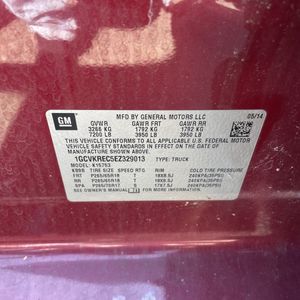 GM
MFD BY GENERAL MOTORS LLC
05/14
GVWR GAWR FRT GAWR RR
3266 KG 1792 KG 1792 KG
7200 LB 3950 LB 3950 LB
THIS VEHICLE CONFORMS TO ALL APPLICABLE U.S.
FEDERAL MOTOR VEHICLE SAFETY STANDARDS IN EFFECT
ON THE DATE OF MANUFACTURE SHOWN ABOVE.
1GCVKREC5EZ329013 TYPE: TRUCK
MODEL: K15753
TIRE SIZE SPEED RTG RIM COLD TIRE PRESSURE
FRT P265/65R18 T 18X8.5J 240KPA(35PSI)
RR P265/65R18 T 18X8.5J 240KPA(35PSI)
SPA P265/70R17 S 17X7.5J 240KPA(35PSI)
SEE OWNER'S MANUAL FOR MORE INFORMATION.